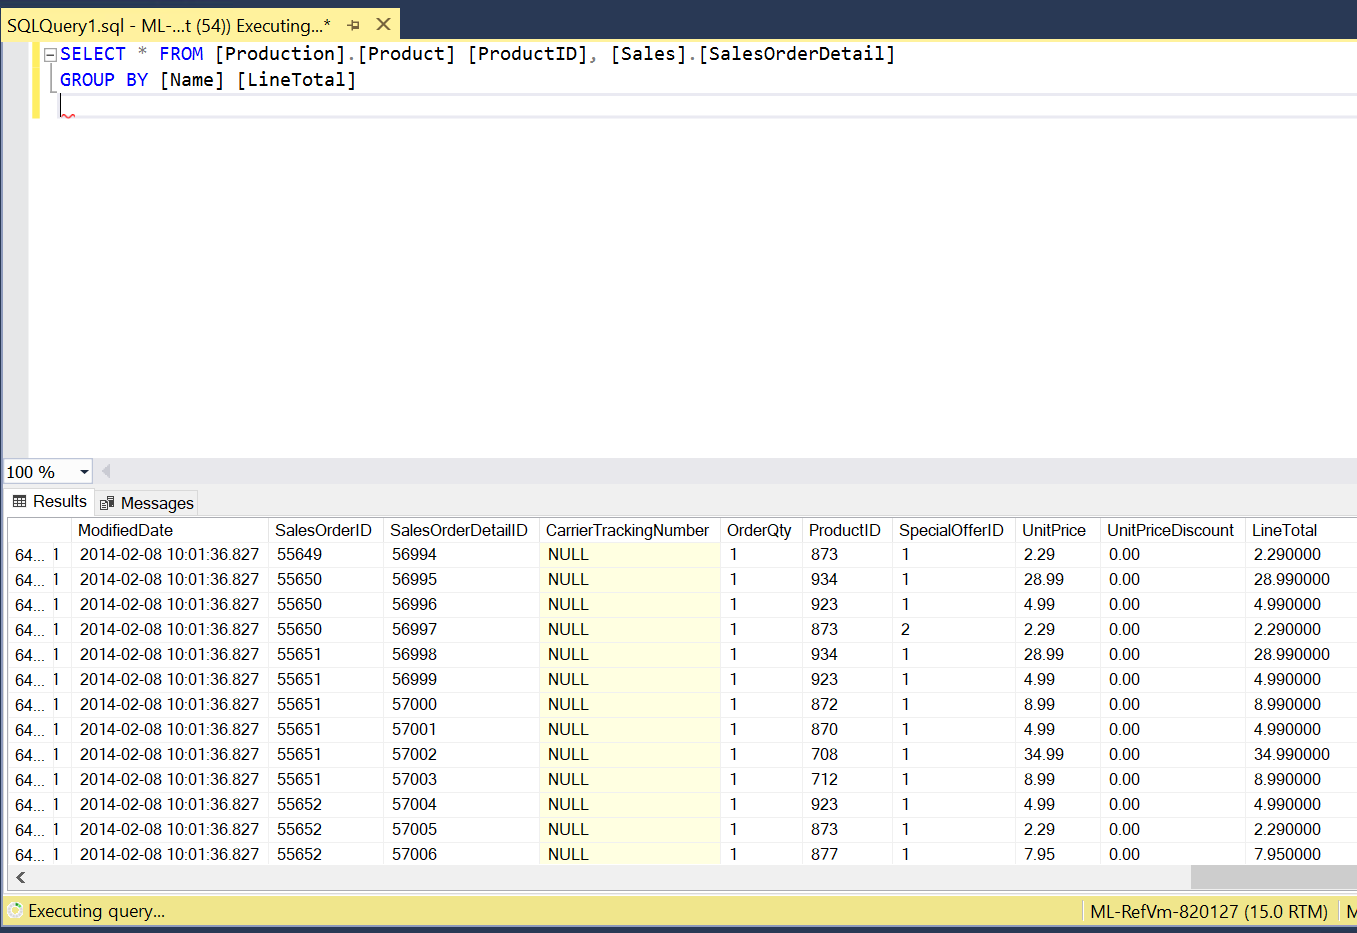 SQLQuery1.sql - ML-...t (54)) Executing...*
SELECT * FROM [Production].[Product] [ProductID], [Sales].[SalesOrderDetail]
GROUP BY [Name] [LineTotal]
100 %
Results Messages
ModifiedDate SalesOrderID SalesOrderDetailID CarrierTrackingNumber OrderQty ProductID SpecialOfferID UnitPrice UnitPriceDiscount LineTotal
64... 1 2014-02-08 10:01:36.827 55649 56994 NULL 1 873 1 2.29 0.00 2.290000
64... 1 2014-02-08 10:01:36.827 55650 56995 NULL 1 934 1 28.99 0.00 28.990000
64... 1 2014-02-08 10:01:36.827 55650 56996 NULL 1 923 1 4.99 0.00 4.990000
64... 1 2014-02-08 10:01:36.827 55650 56997 NULL 1 873 2 2.29 0.00 2.290000
64... 1 2014-02-08 10:01:36.827 55651 56998 NULL 1 934 1 28.99 0.00 28.990000
64... 1 2014-02-08 10:01:36.827 55651 56999 NULL 1 923 1 4.99 0.00 4.990000
64... 1 2014-02-08 10:01:36.827 55651 57000 NULL 1 872 1 8.99 0.00 8.990000
64... 1 2014-02-08 10:01:36.827 55651 57001 NULL 1 870 1 4.99 0.00 4.990000
64... 1 2014-02-08 10:01:36.827 55651 57002 NULL 1 708 1 34.99 0.00 34.990000
64... 1 2014-02-08 10:01:36.827 55651 57003 NULL 1 712 1 8.99 0.00 8.990000
64... 1 2014-02-08 10:01:36.827 55652 57004 NULL 1 923 1 4.99 0.00 4.990000
64... 1 2014-02-08 10:01:36.827 55652 57005 NULL 1 873 1 2.29 0.00 2.290000
64... 1 2014-02-08 10:01:36.827 55652 57006 NULL 1 877 1 7.95 0.00 7.950000
Executing query... ML-RefVm-820127 (15.0 RTM) M